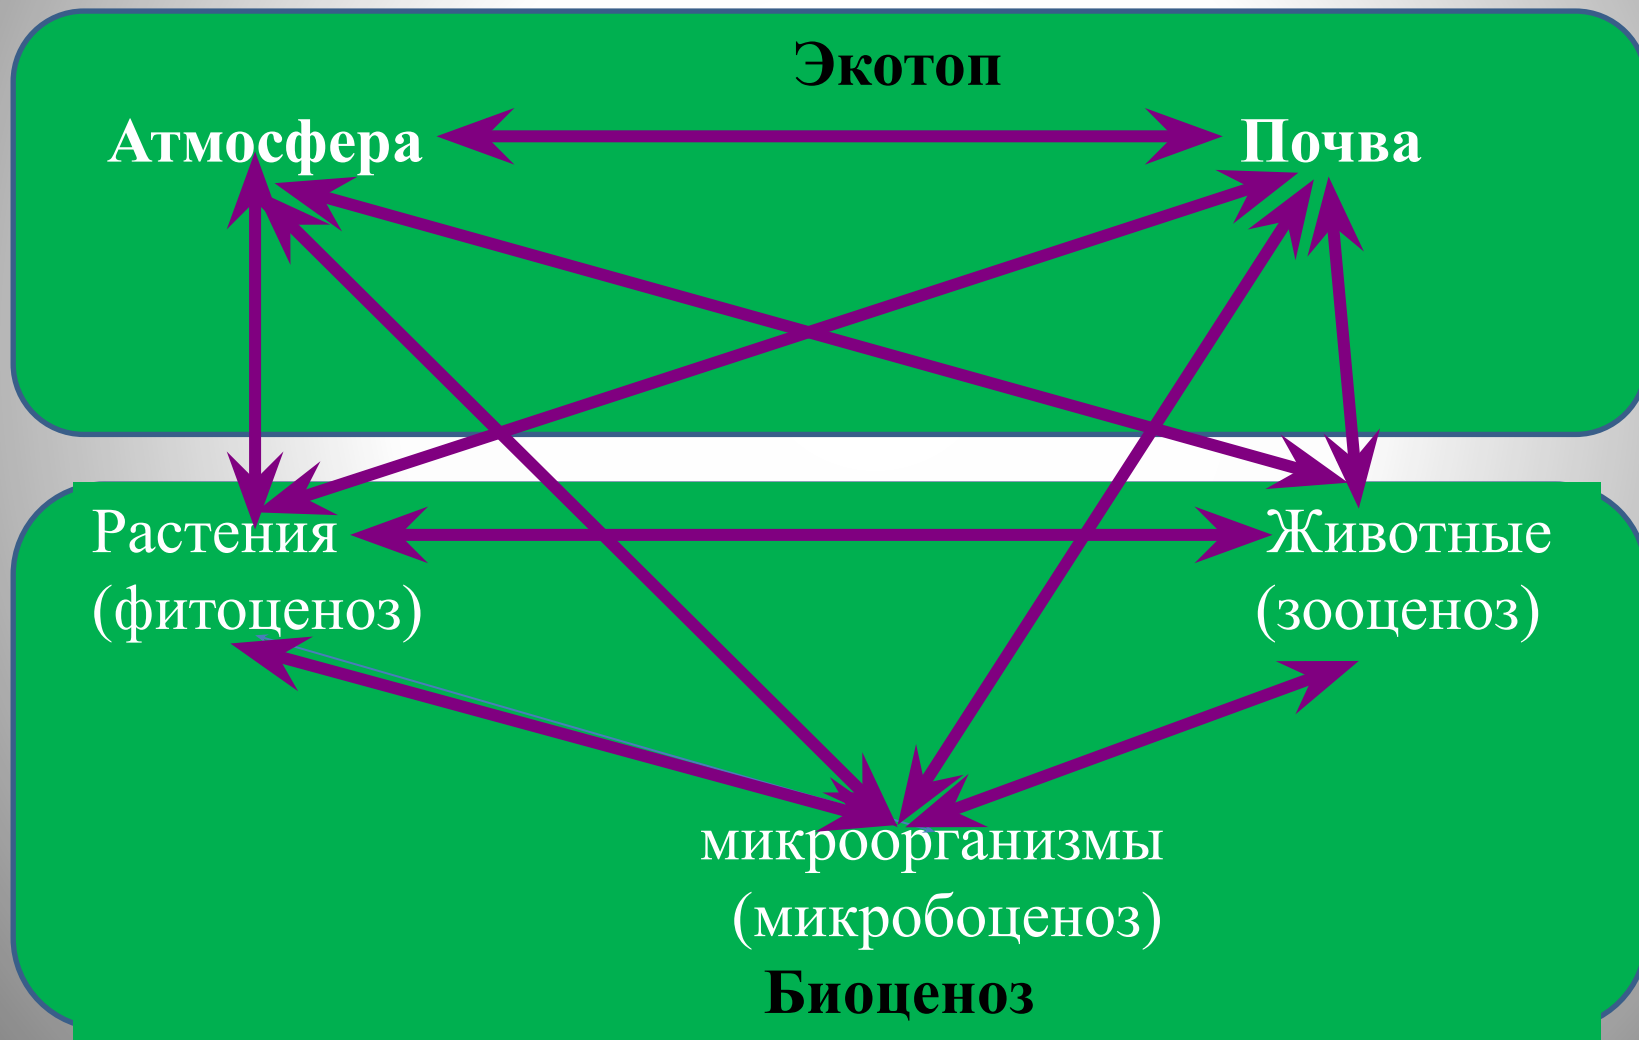 Экотоп
Атмосфера Почва
Растения Животные
(фитоценоз) (зооценоз)
микроорганизмы
(микробоценоз)
Биоценоз